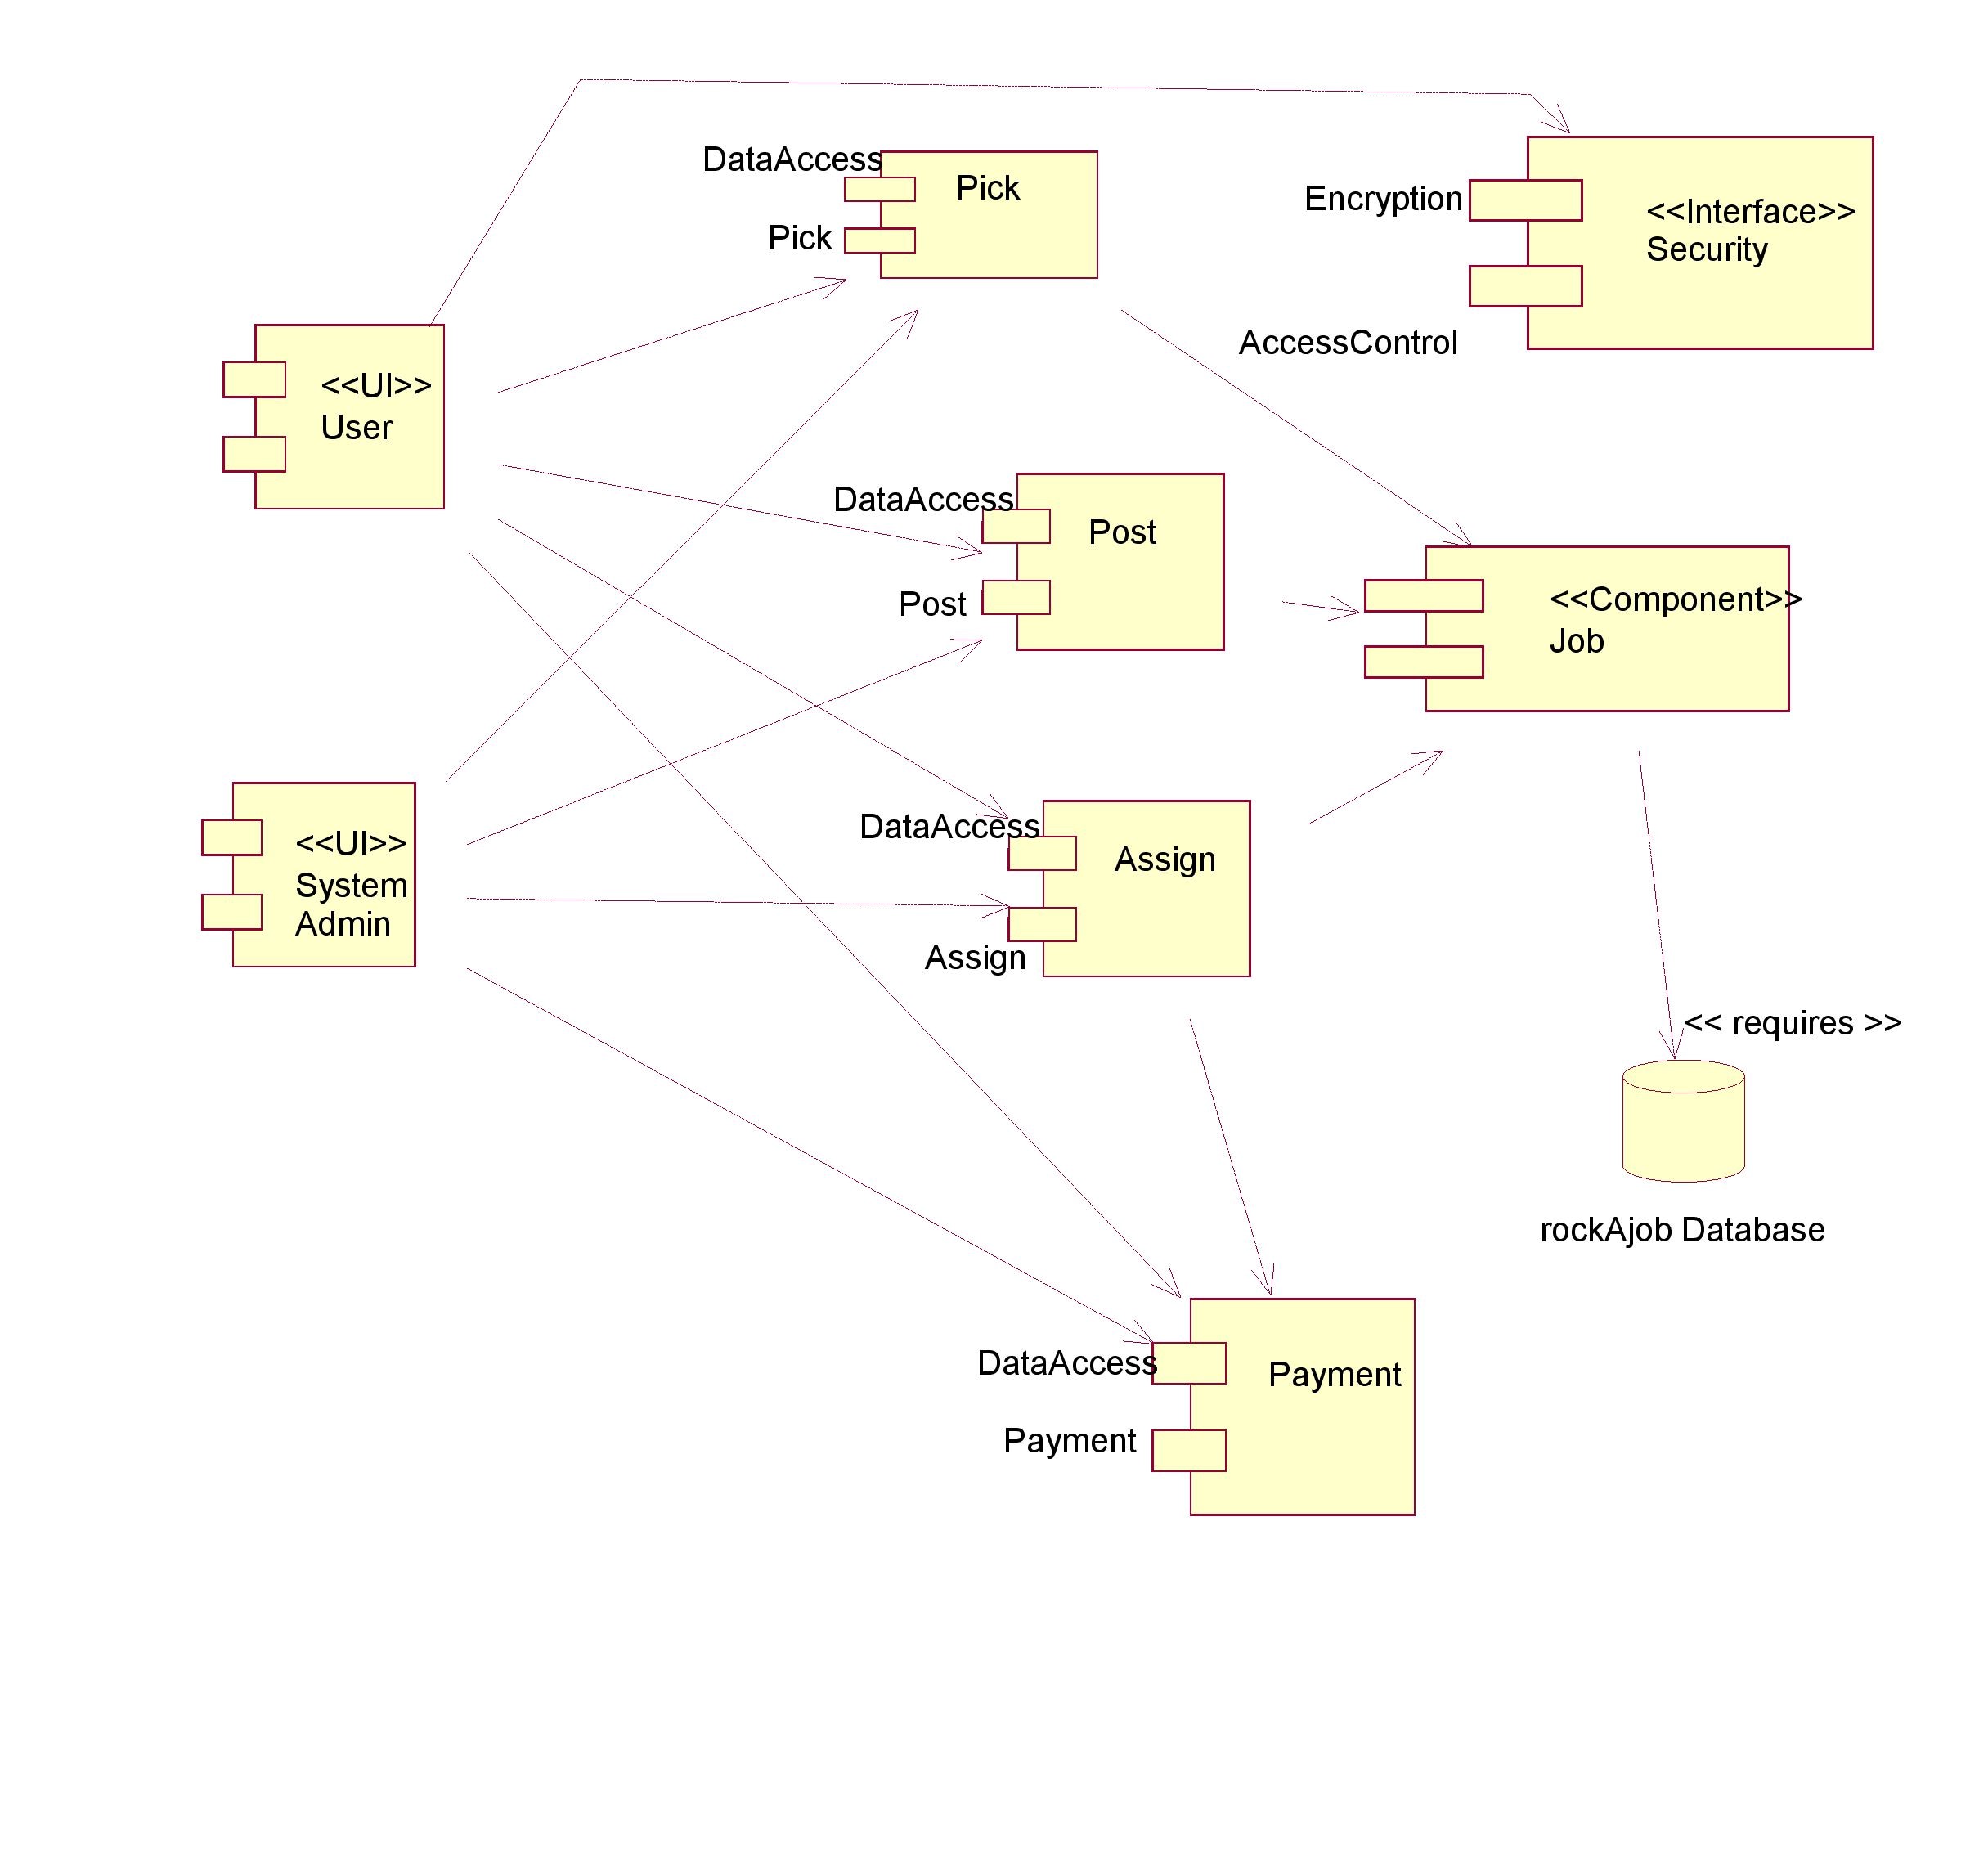 DataAccess
Pick
Pick
Encryption
<<Interface>>
Security
AccessControl
<<UI>>
User
DataAccess
Post
Post
<<Component>>
Job
<<UI>>
System
Admin
DataAccess
Assign
Assign
<< requires >>
rockAjob Database
DataAccess
Payment
Payment